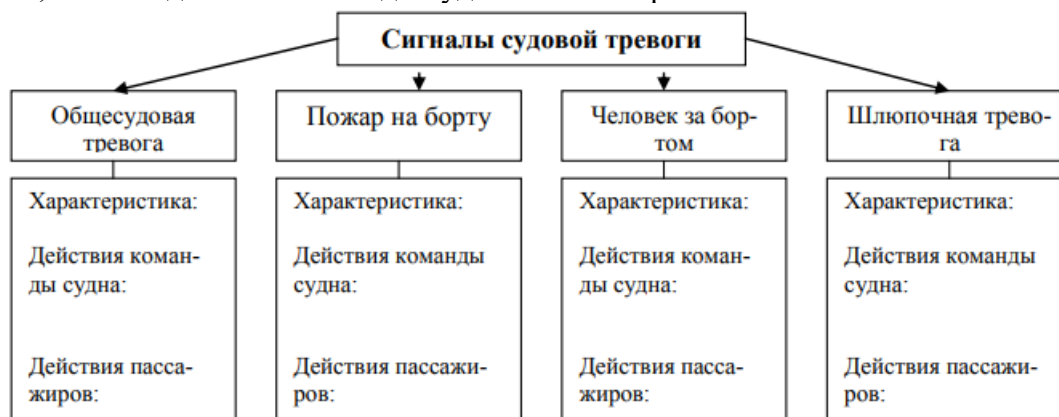 Сигналы судовой тревоги
Общесудовая
тревога
Пожар на борту
Человек за бор-
том
Шлюпочная трево-
га
Характеристика:
Действия коман-
ды судна:
Действия пасса-
жиров:
Характеристика:
Действия команды
судна:
Действия пассажи-
ров:
Характеристика:
Действия коман-
ды судна:
Действия пасса-
жиров:
Характеристика:
Действия команды
судна:
Действия пассажи-
ров: